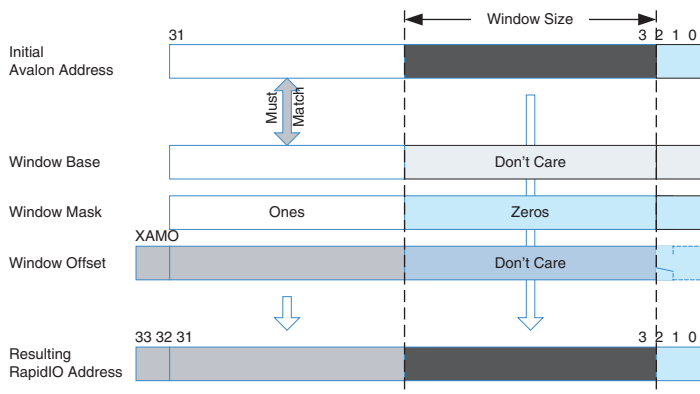 Window Size
31 3 2 1 0
Initial
Avalon Address
Must
Match
Window Base Don't Care
Window Mask Ones Zeros
XAMO
Window Offset Don't Care
33 32 31 3 2 1 0
Resulting
RapidIO Address